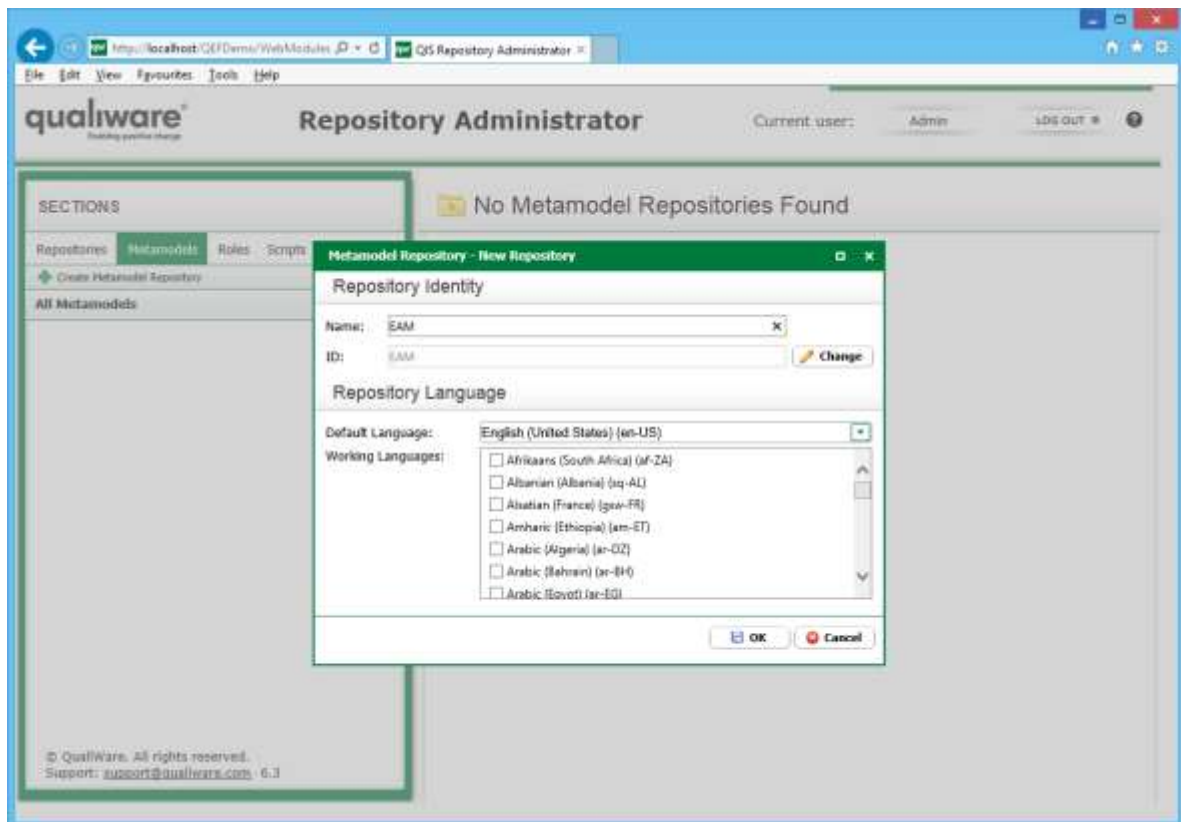 http://localhost/QEFDemo/WebModules
QIS Repository Administrator
File Edit View Favourites Tools Help
qualiware
Repository Administrator
Current user:
Admin
LOG OUT
SECTIONS
No Metamodel Repositories Found
Repositories Metamodels Roles Scripts
Create Metamodel Repository
All Metamodels
Metamodel Repository - New Repository
Repository Identity
Name: EAM
ID: EAM
Change
Repository Language
Default Language: English (United States) (en-US)
Working Languages: Afrikaans (South Africa) (af-ZA)
Albanian (Albania) (sq-AL)
Alsatian (France) (gsw-FR)
Amharic (Ethiopia) (am-ET)
Arabic (Algeria) (ar-DZ)
Arabic (Bahrain) (ar-BH)
Arabic (Egypt) (ar-EG)
OK Cancel
© QualiWare. All rights reserved.
Support: support@qualiware.com 6.3